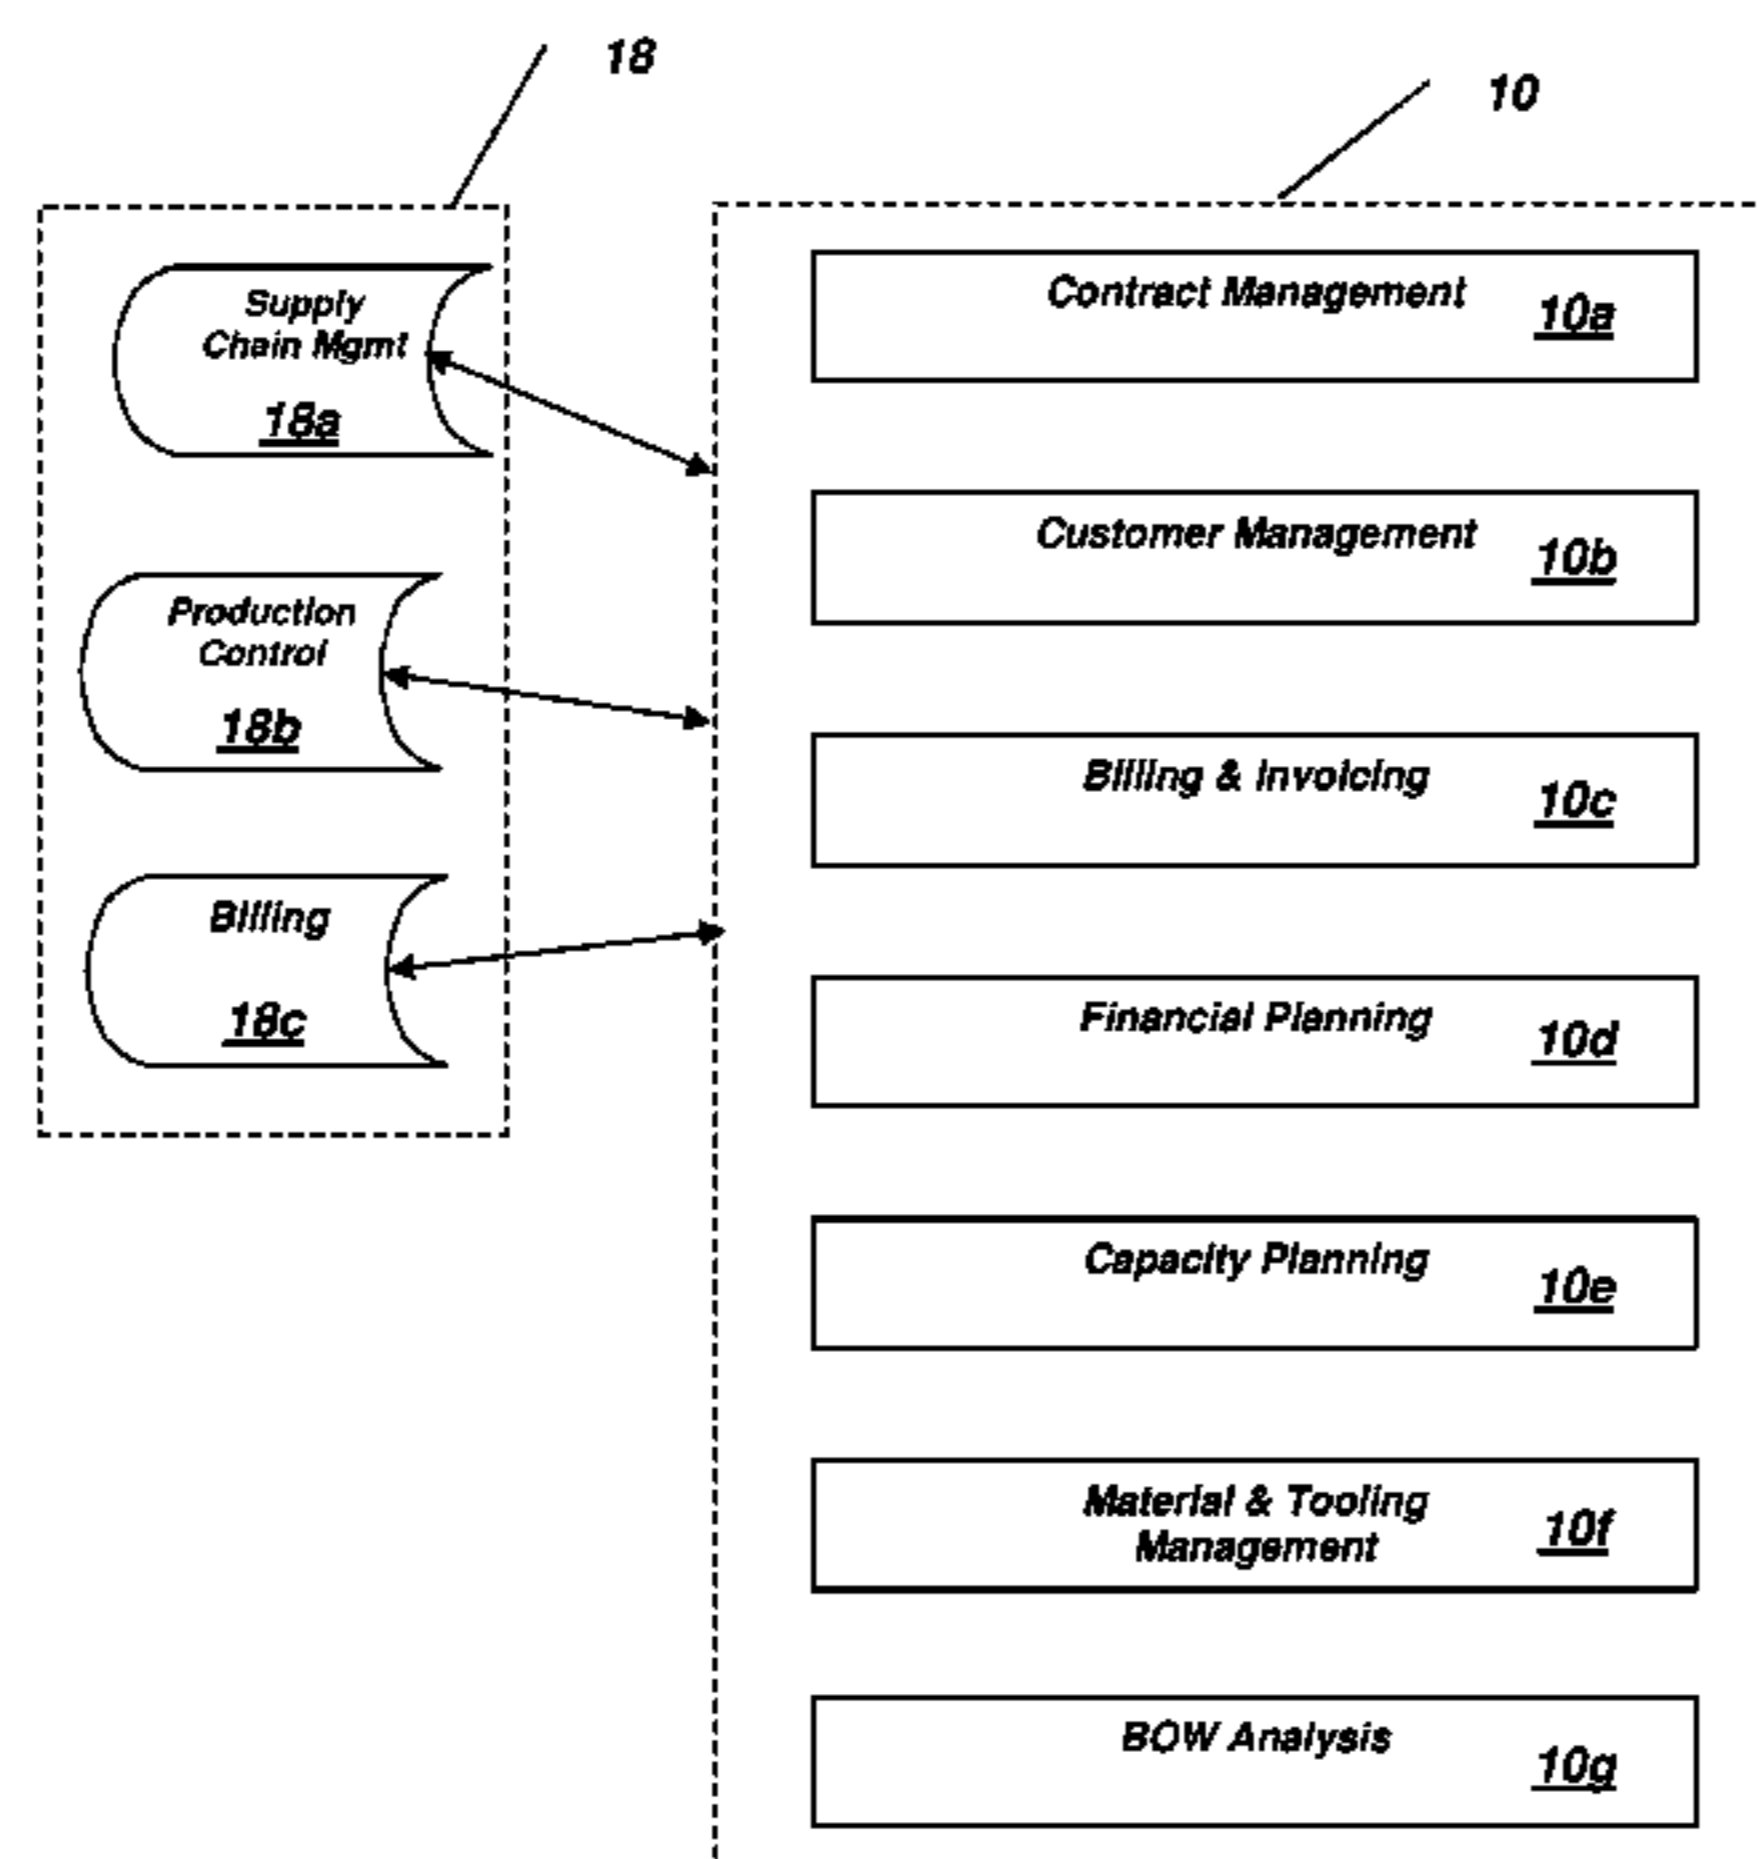 18
10
Supply
Chain Mgmt
18a
Production
Control
18b
Billing
18c
Contract Management
10a
Customer Management
10b
Billing & Invoicing
10c
Financial Planning
10d
Capacity Planning
10e
Material & Tooling
Management
10f
BOW Analysis
10g